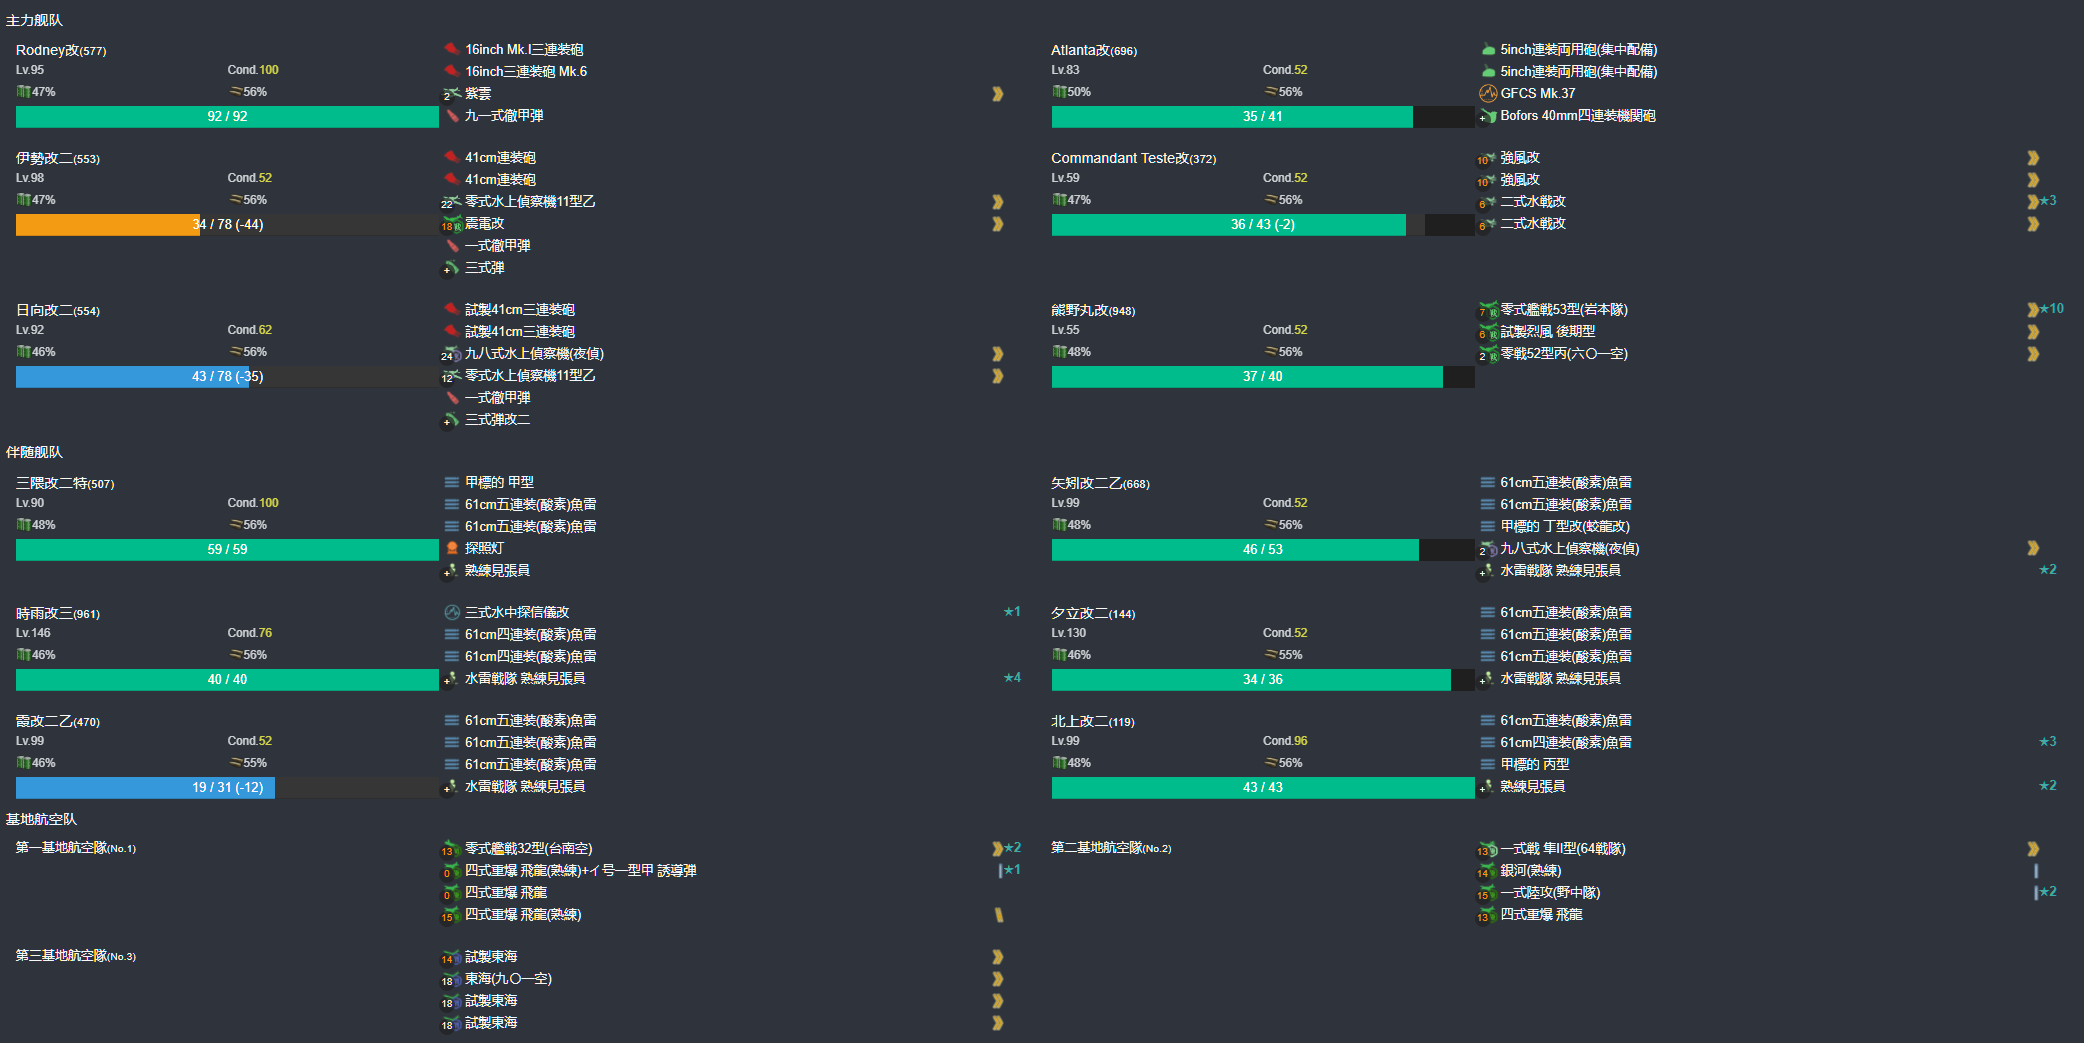 主力舰队
Rodney改(577)
Lv.95 Cond.100
47% 56%
92 / 92
16inch Mk.I三連装砲
16inch三連装砲 Mk.6
2 紫雲
九一式徹甲弾
Atlanta改(696)
Lv.83 Cond.52
50% 56%
35 / 41
5inch連装両用砲(集中配備)
5inch連装両用砲(集中配備)
GFCS Mk.37
+ Bofors 40mm四連装機関砲
伊勢改二(553)
Lv.98 Cond.52
47% 56%
34 / 78 (-44)
41cm連装砲
41cm連装砲
22 零式水上偵察機11型乙
18 震電改
一式徹甲弾
+ 三式弾
Commandant Teste改(372)
Lv.59 Cond.52
47% 56%
36 / 43 (-2)
10 強風改
10 強風改
6 二式水戦改 ★3
6 二式水戦改
日向改二(554)
Lv.92 Cond.62
46% 56%
43 / 78 (-35)
試製41cm三連装砲
試製41cm三連装砲
24 九八式水上偵察機(夜偵)
12 零式水上偵察機11型乙
一式徹甲弾
+ 三式弾改二
熊野丸改(948)
Lv.55 Cond.52
48% 56%
37 / 40
7 零式艦戦53型(岩本隊) ★10
6 試製烈風 後期型
2 零戦52型丙(六〇一空)
伴随舰队
三隈改二特(507)
Lv.90 Cond.100
48% 56%
59 / 59
甲標的 甲型
61cm五連装(酸素)魚雷
61cm五連装(酸素)魚雷
探照灯
+ 熟練見張員
矢矧改二乙(668)
Lv.99 Cond.52
48% 56%
46 / 53
61cm五連装(酸素)魚雷
61cm五連装(酸素)魚雷
甲標的 丁型改(蛟龍改)
2 九八式水上偵察機(夜偵)
+ 水雷戦隊 熟練見張員 ★2
時雨改三(961)
Lv.146 Cond.76
46% 56%
40 / 40
三式水中探信儀改 ★1
61cm四連装(酸素)魚雷
61cm四連装(酸素)魚雷
+ 水雷戦隊 熟練見張員 ★4
夕立改二(144)
Lv.130 Cond.52
46% 55%
34 / 36
61cm五連装(酸素)魚雷
61cm五連装(酸素)魚雷
61cm五連装(酸素)魚雷
+ 水雷戦隊 熟練見張員
霞改二乙(470)
Lv.99 Cond.52
46% 55%
19 / 31 (-12)
61cm五連装(酸素)魚雷
61cm五連装(酸素)魚雷
61cm五連装(酸素)魚雷
+ 水雷戦隊 熟練見張員
北上改二(119)
Lv.99 Cond.96
48% 56%
43 / 43
61cm五連装(酸素)魚雷
61cm四連装(酸素)魚雷 ★3
甲標的 丙型
+ 熟練見張員 ★2
基地航空队
第一基地航空隊(No.1)
13 零式艦戦32型(台南空) ★2
0 四式重爆 飛龍(熟練)+イ号一型甲 誘導弾 ★1
0 四式重爆 飛龍
15 四式重爆 飛龍(熟練)
第二基地航空隊(No.2)
13 一式戦 隼II型(64戦隊)
14 銀河(熟練)
15 一式陸攻(野中隊) ★2
13 四式重爆 飛龍
第三基地航空隊(No.3)
14 試製東海
18 東海(九〇一空)
18 試製東海
18 試製東海